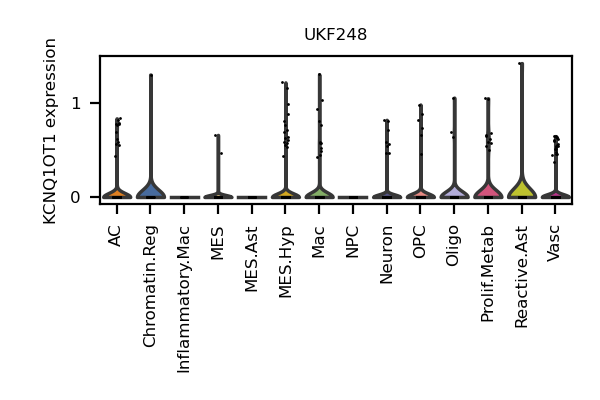 UKF248
KCNQ1OT1 expression
1
0
AC
Chromatin.Reg
Inflammatory.Mac
MES
MES.Ast
MES.Hyp
Mac
NPC
Neuron
OPC
Oligo
Prolif.Metab
Reactive.Ast
Vasc